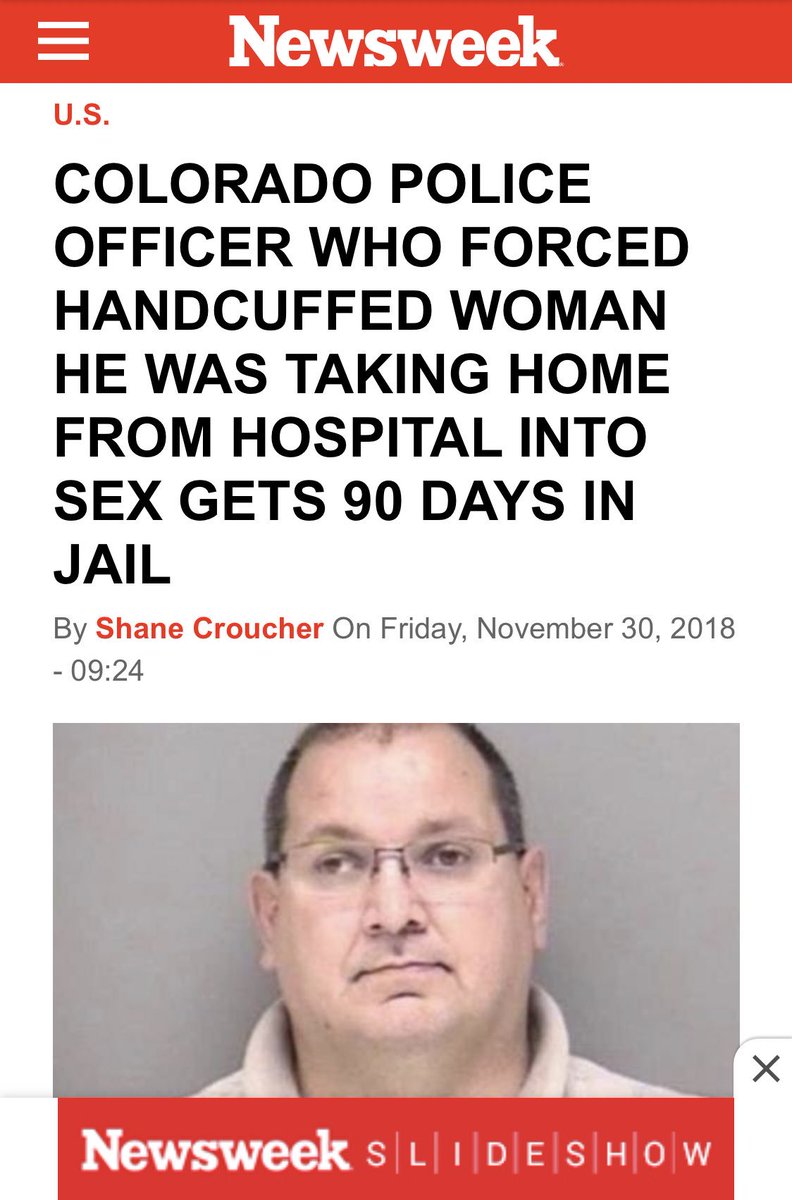 Newsweek
U.S.
COLORADO POLICE
OFFICER WHO FORCED
HANDCUFFED WOMAN
HE WAS TAKING HOME
FROM HOSPITAL INTO
SEX GETS 90 DAYS IN
JAIL
By Shane Croucher On Friday, November 30, 2018
- 09:24
Newsweek SLIDESHOW